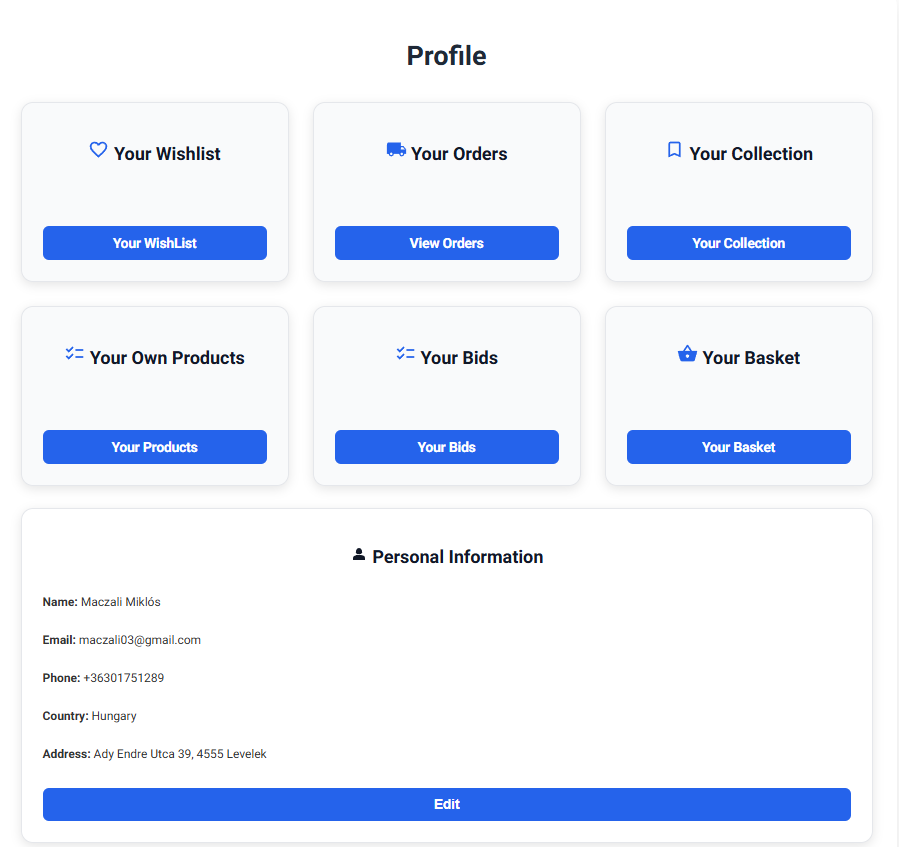 Profile
Your Wishlist
Your Orders
Your Collection
Your WishList
View Orders
Your Collection
Your Own Products
Your Bids
Your Basket
Your Products
Your Bids
Your Basket
Personal Information
Name: Maczali Miklós
Email: maczali03@gmail.com
Phone: +36301751289
Country: Hungary
Address: Ady Endre Utca 39, 4555 Levelek
Edit